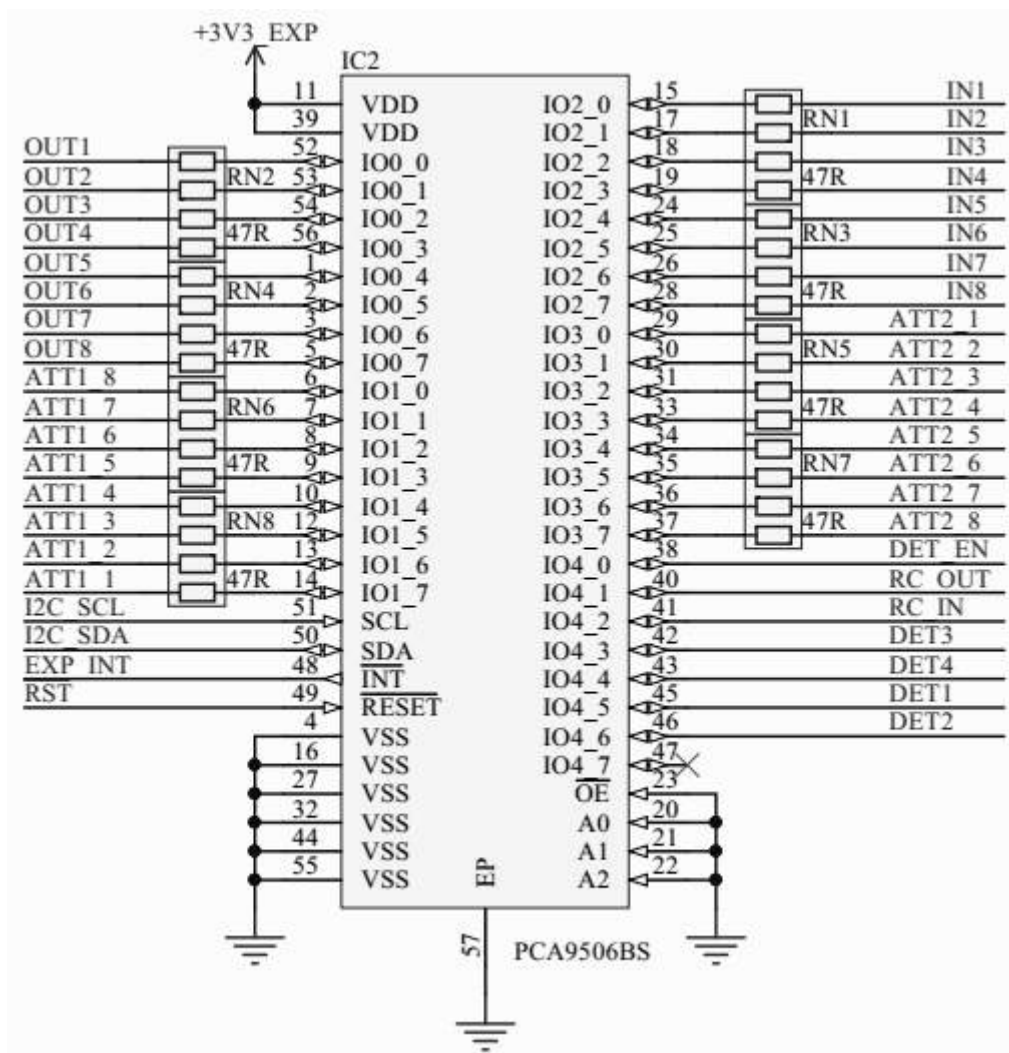 +3V3_EXP
IC2
11 VDD IO2_0 15 IN1
39 VDD IO2_1 17 RN1 IN2
OUT1 52 IO0_0 IO2_2 18 IN3
OUT2 RN2 53 IO0_1 IO2_3 19 47R IN4
OUT3 54 IO0_2 IO2_4 24 IN5
OUT4 47R 56 IO0_3 IO2_5 25 RN3 IN6
OUT5 1 IO0_4 IO2_6 26 IN7
OUT6 RN4 2 IO0_5 IO2_7 28 47R IN8
OUT7 3 IO0_6 IO3_0 29 ATT2_1
OUT8 47R 5 IO0_7 IO3_1 30 RN5 ATT2_2
ATT1_8 6 IO1_0 IO3_2 31 ATT2_3
ATT1_7 RN6 7 IO1_1 IO3_3 33 47R ATT2_4
ATT1_6 8 IO1_2 IO3_4 34 ATT2_5
ATT1_5 47R 9 IO1_3 IO3_5 35 RN7 ATT2_6
ATT1_4 10 IO1_4 IO3_6 36 ATT2_7
ATT1_3 RN8 12 IO1_5 IO3_7 37 47R ATT2_8
ATT1_2 13 IO1_6 IO4_0 38 DET_EN
ATT1_1 47R 14 IO1_7 IO4_1 40 RC_OUT
I2C_SCL 51 SCL IO4_2 41 RC_IN
I2C_SDA 50 SDA IO4_3 42 DET3
EXP_INT 48 INT IO4_4 43 DET4
RST 49 RESET IO4_5 45 DET1
4 VSS IO4_6 46 DET2
16 VSS IO4_7 47
27 VSS OE 23
32 VSS A0 20
44 VSS A1 21
55 VSS A2 22
EP
57
PCA9506BS